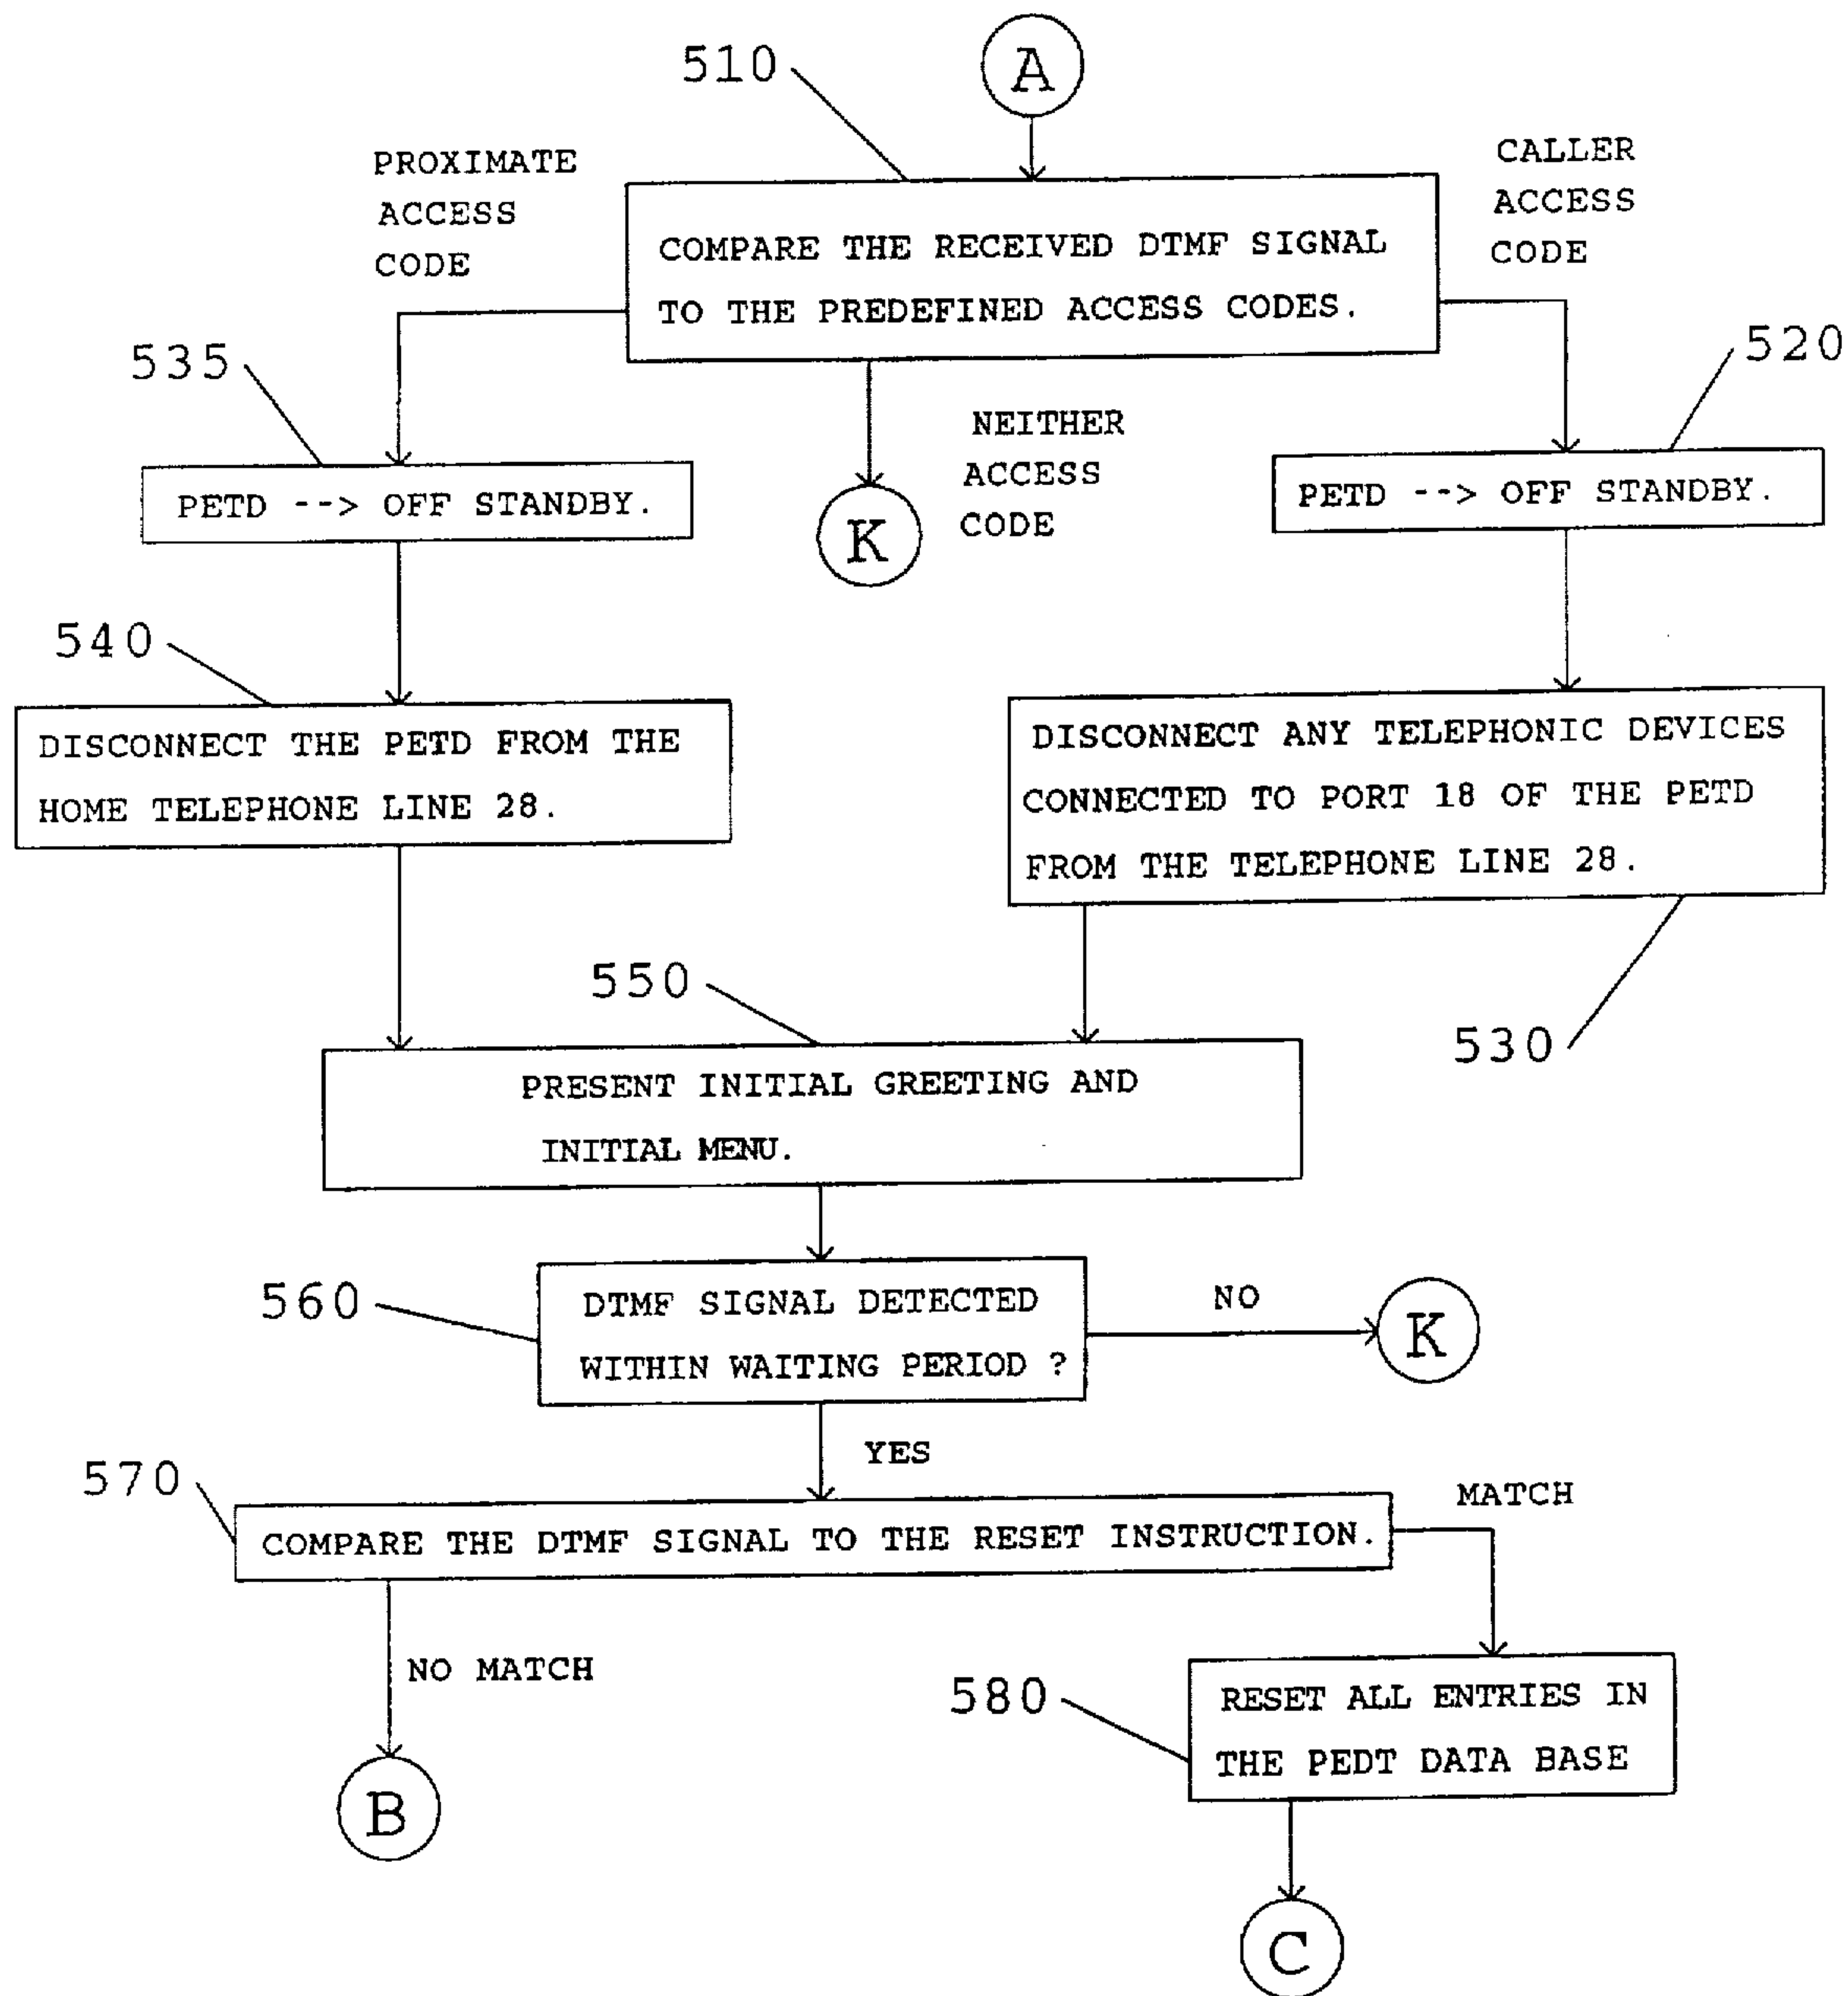 A
510
PROXIMATE
ACCESS
CODE
CALLER
ACCESS
CODE
COMPARE THE RECEIVED DTMF SIGNAL
TO THE PREDEFINED ACCESS CODES.
535
520
NEITHER
ACCESS
CODE
PETD --> OFF STANDBY.
K
PETD --> OFF STANDBY.
540
DISCONNECT THE PETD FROM THE
HOME TELEPHONE LINE 28.
DISCONNECT ANY TELEPHONIC DEVICES
CONNECTED TO PORT 18 OF THE PETD
FROM THE TELEPHONE LINE 28.
550
530
PRESENT INITIAL GREETING AND
INITIAL MENU.
560
DTMF SIGNAL DETECTED
WITHIN WAITING PERIOD ?
NO
K
YES
570
MATCH
COMPARE THE DTMF SIGNAL TO THE RESET INSTRUCTION.
NO MATCH
580
RESET ALL ENTRIES IN
THE PEDT DATA BASE
B
C